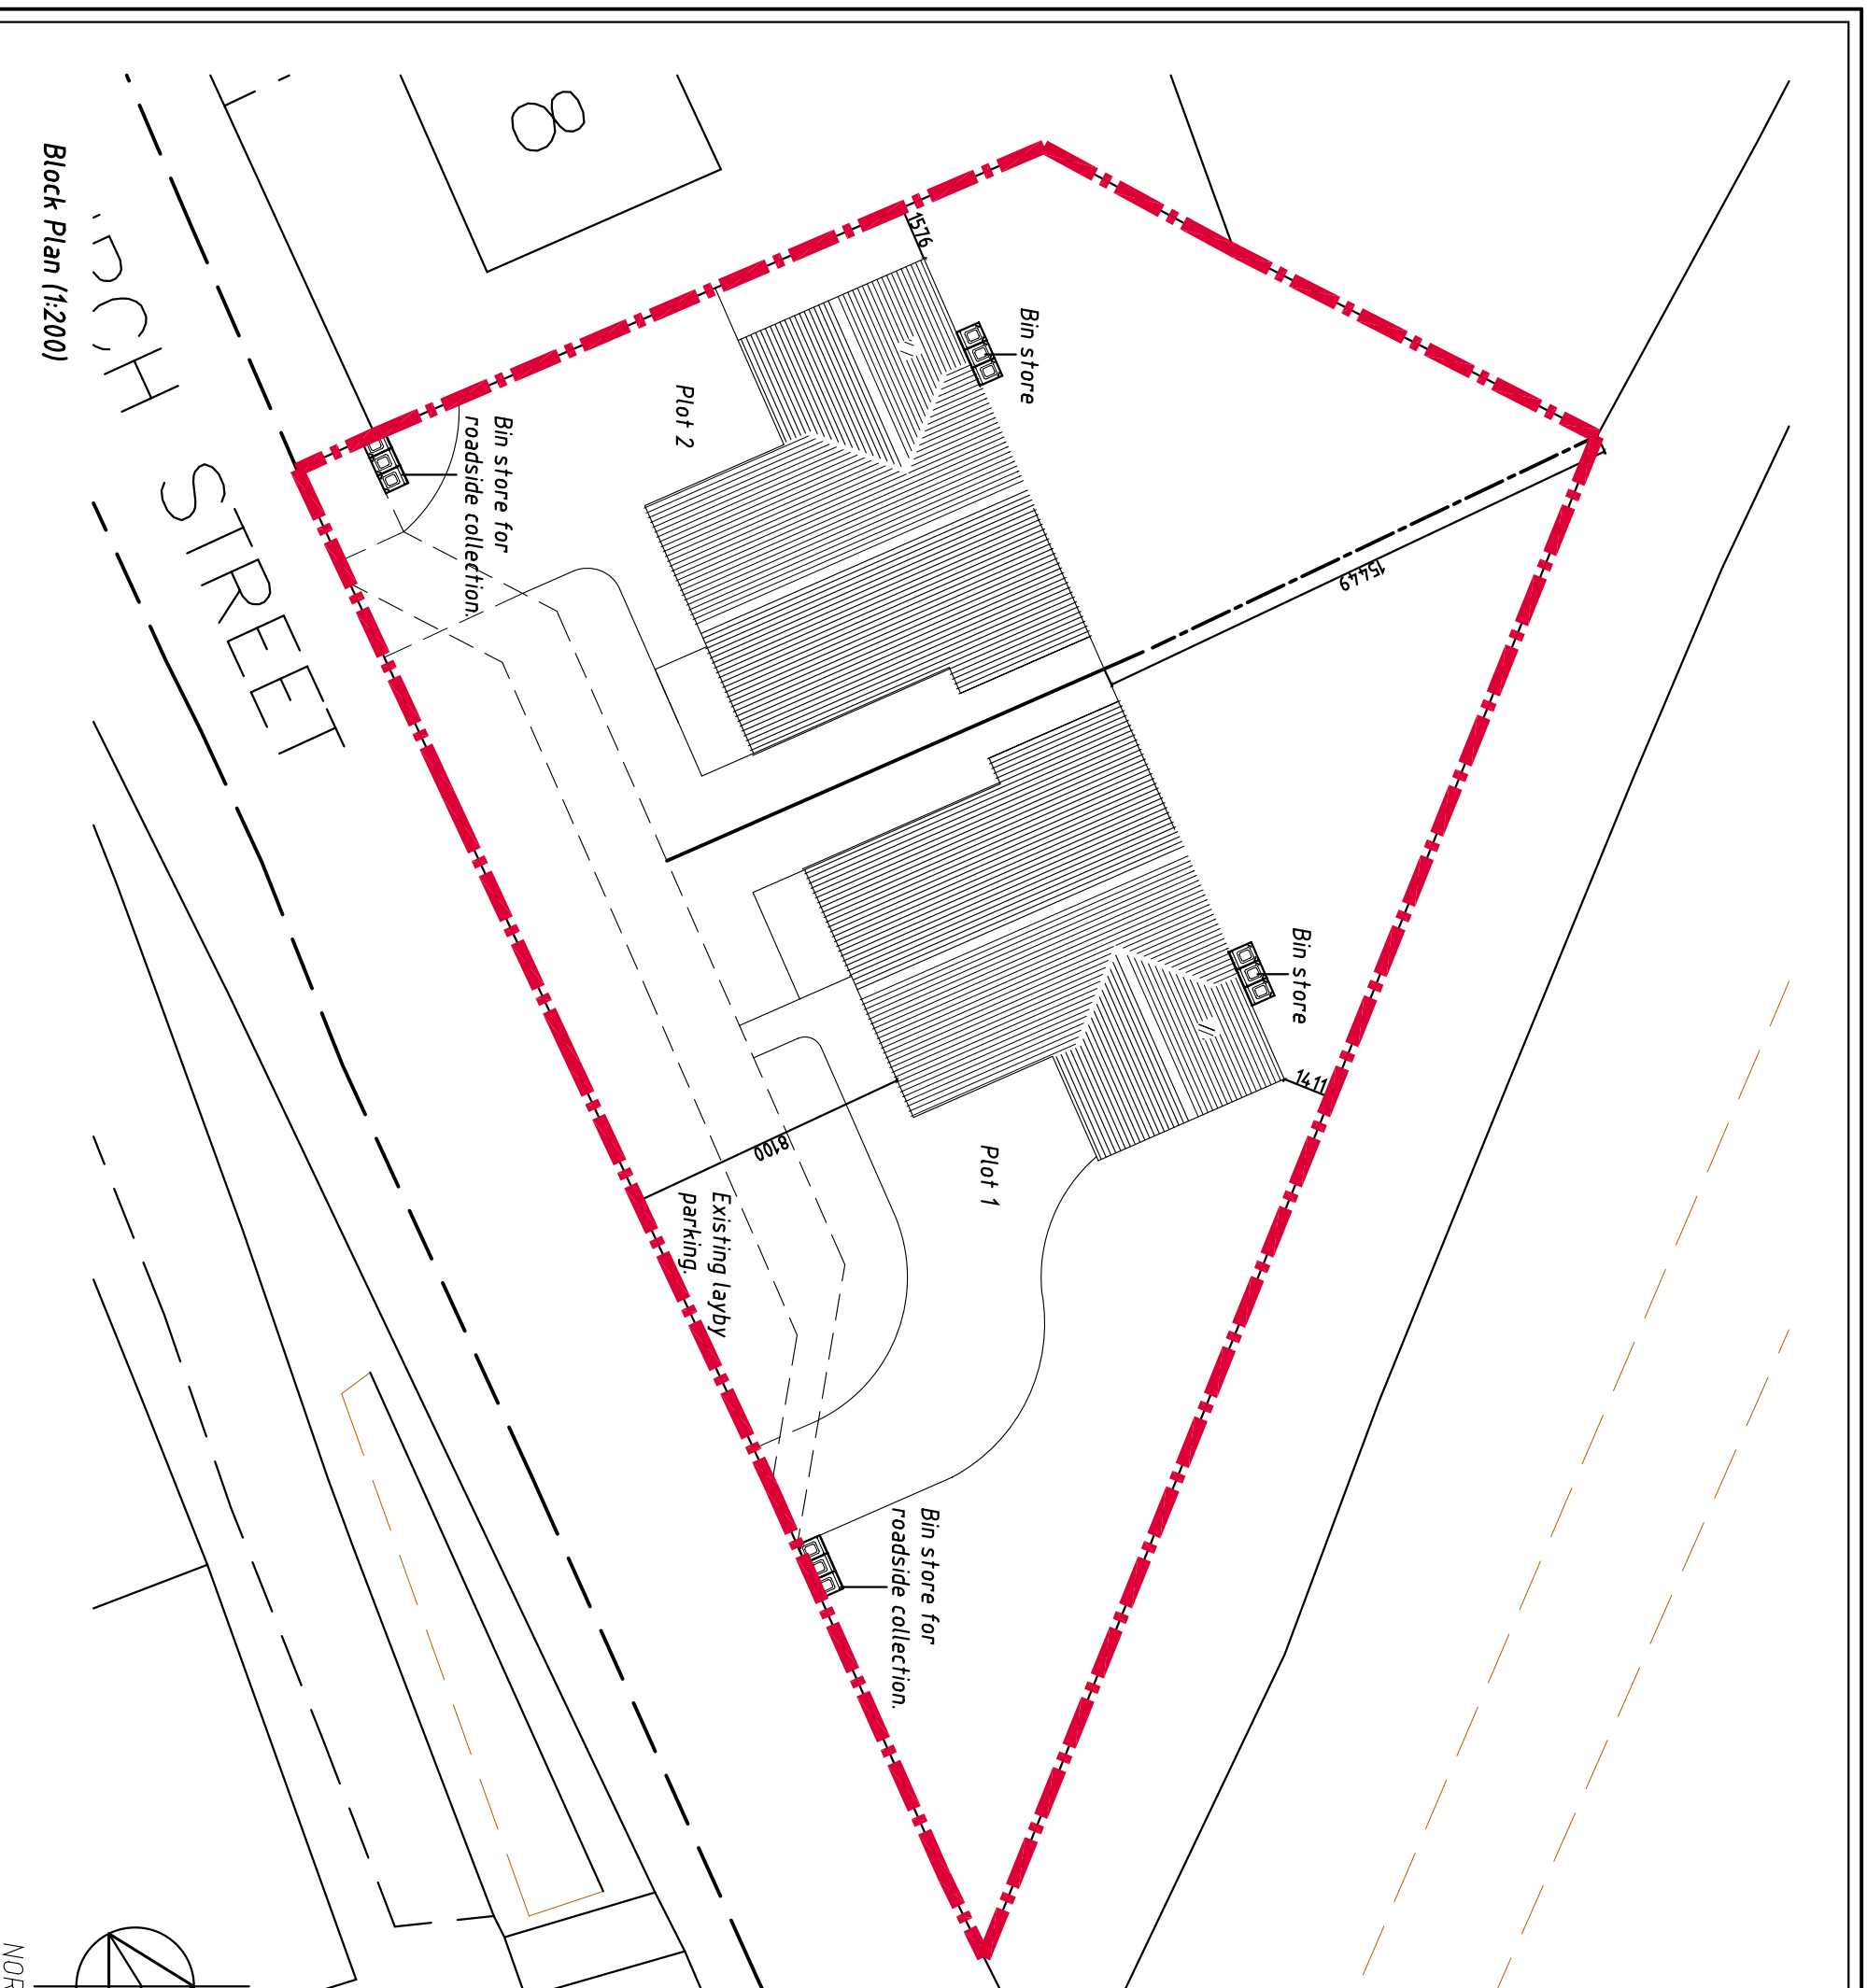 8
1576
Bin store
Plot 2
Bin store for
roadside collection.
15449
STREET
Block Plan (1:200)
Bin store
1411
Plot 1
8100
Existing layby
parking.
Bin store for
roadside collection.